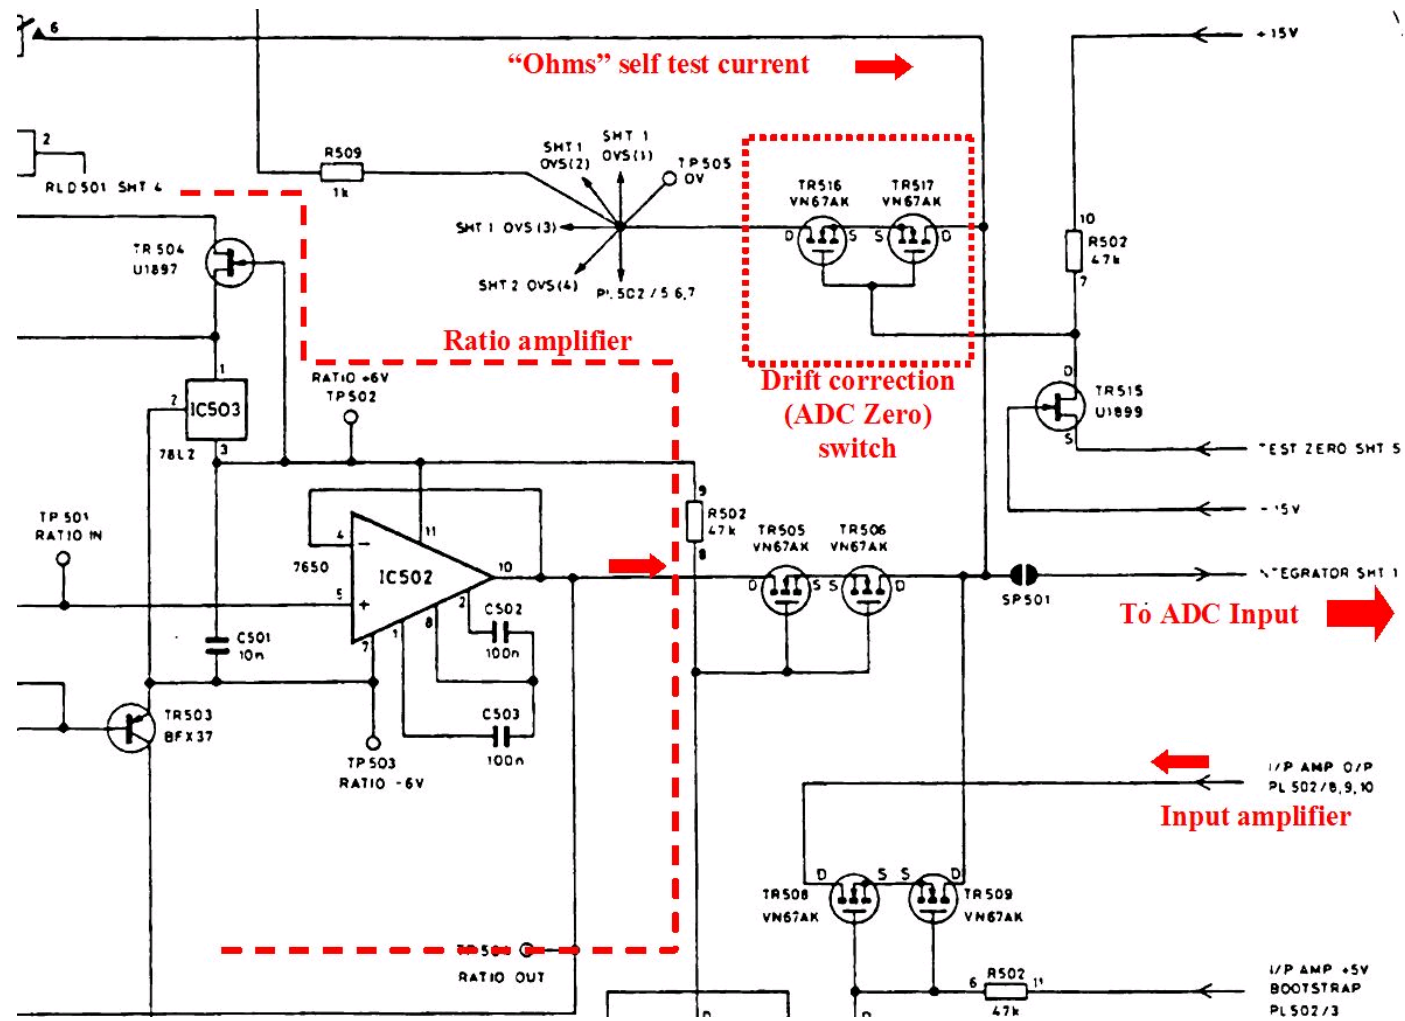 6
+15V
"Ohms" self test current
2
RLD501 SHT 4
R509
1k
SHT 1
OVS(2)
SHT 1
OVS(1)
TP505
0V
SHT 1 OVS(3)
SHT 2 OVS(4)
PL502/5 6,7
TR516
VN67AK
TR517
VN67AK
D
S
S
D
10
R502
47k
7
TR504
U1897
Ratio amplifier
Drift correction
(ADC Zero)
switch
D
TR515
U1899
S
TEST ZERO SHT 5
-15V
1
2
IC503
78L2
3
RATIO +6V
TP502
TP501
RATIO IN
9
R502
47k
8
4
-
11
7650
IC502
10
5
+
2
8
1
7
C502
100n
C503
100n
C501
10n
TR505
VN67AK
TR506
VN67AK
D
S
S
D
SP501
INTEGRATOR SHT 1
To ADC Input
TR503
BFX37
TP503
RATIO -6V
I/P AMP O/P
PL502/8,9,10
Input amplifier
D
S
S
D
TR508
VN67AK
TR509
VN67AK
RATIO OUT
6
R502
11
47k
I/P AMP +5V
BOOTSTRAP
PL502/3
D
D